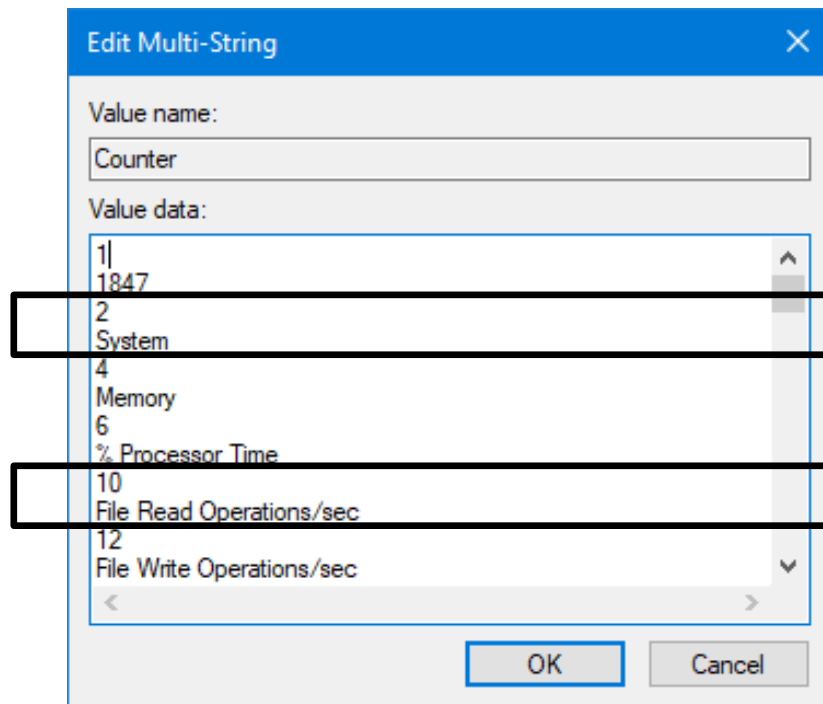 Edit Multi-String
Value name:
Counter
Value data:
1
1847
2
System
4
Memory
6
% Processor Time
10
File Read Operations/sec
12
File Write Operations/sec
OK
Cancel